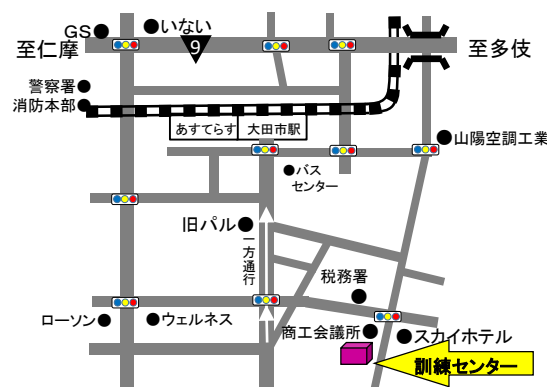 GS
いない
至仁摩
9
至多伎
警察署
消防本部
あすてらす
大田市駅
山陽空調工業
バス
センター
旧パル
一方通行
税務署
ローソン
ウェルネス
商工会議所
スカイホテル
訓練センター